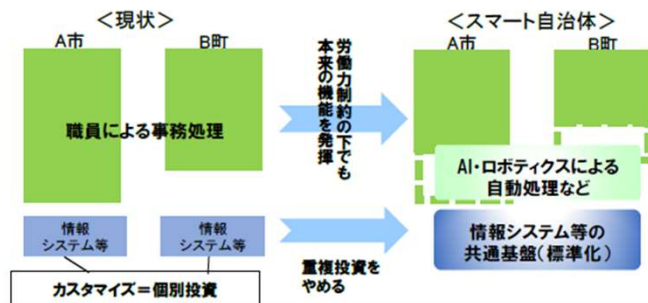 ＜現状＞
A市
B町
職員による事務処理
情報
システム等
情報
システム等
カスタマイズ＝個別投資
労働力制約の下でも
本来の機能を発揮
重複投資を
やめる
＜スマート自治体＞
A市
B町
AI・ロボティクスによる
自動処理など
情報システム等の
共通基盤（標準化）